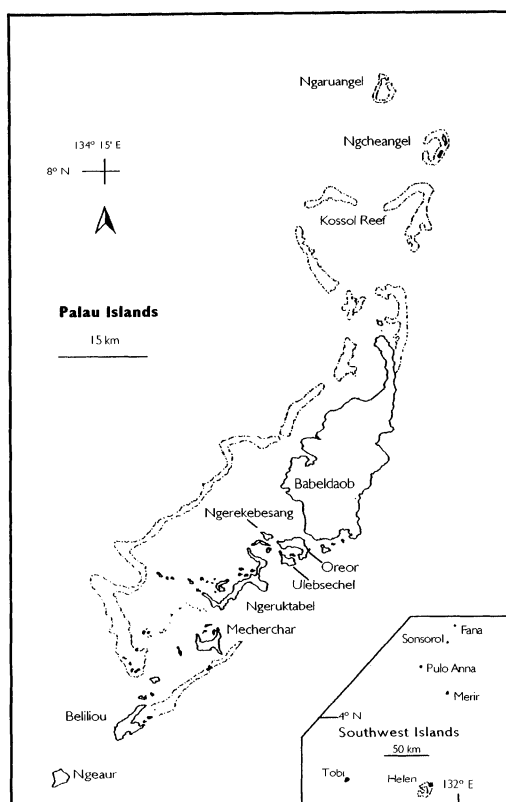 Ngaruangel
Ngcheangel
134° 15' E
8° N
Kossol Reef
Palau Islands
15 km
Babeldaob
Ngerekebesang
Oreor
Ulebsechel
Ngeruktabel
Mecherchar
Beliliou
Ngeaur
Fana
Sonsorol
Pulo Anna
Merir
4° N
Southwest Islands
50 km
Tobi
Helen
132° E